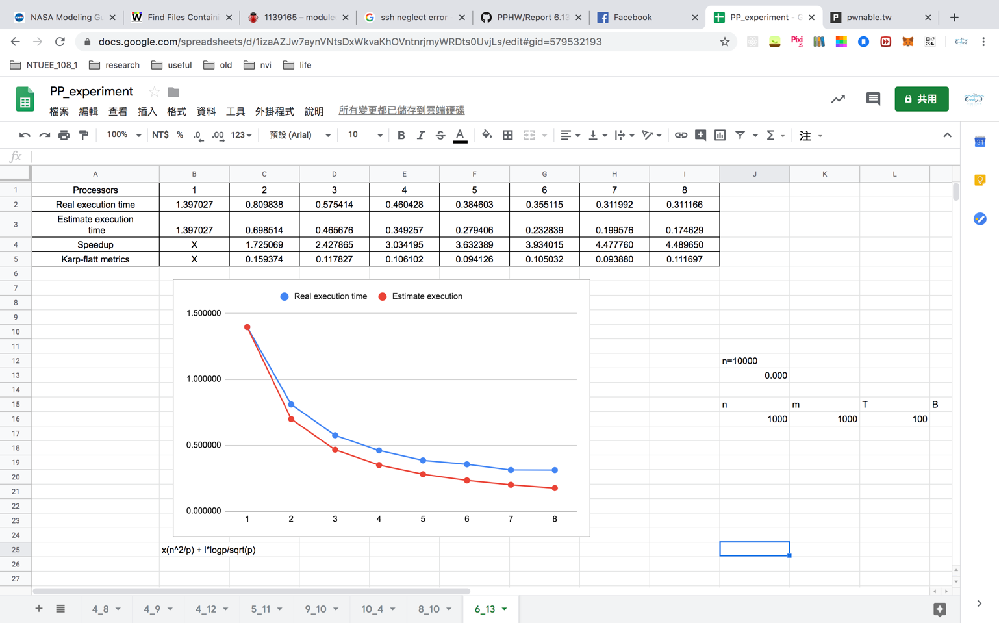 NASA Modeling Gu
Find Files Containi
1139165 – module
ssh neglect error -
PPHW/Report 6.13
Facebook
PP_experiment - G
pwnable.tw
docs.google.com/spreadsheets/d/1izaAZJw7aynVNtsDxWkvaKhOVntnrjmyWRDts0UvjLs/edit#gid=579532193
NTUEE_108_1 research useful old nvi life
PP_experiment
檔案 編輯 查看 插入 格式 資料 工具 外掛程式 說明 所有變更都已儲存到雲端硬碟
共用
100% NT$ % .0 .00 123 預設 (Arial) 10 B I S A Σ 注
31
fx
A B C D E F G H I J K L
1 Processors 1 2 3 4 5 6 7 8
2 Real execution time 1.397027 0.809838 0.575414 0.460428 0.384603 0.355115 0.311992 0.311166
3 Estimate execution
time 1.397027 0.698514 0.465676 0.349257 0.279406 0.232839 0.199576 0.174629
4 Speedup X 1.725069 2.427865 3.034195 3.632389 3.934015 4.477760 4.489650
5 Karp-flatt metrics X 0.159374 0.117827 0.106102 0.094126 0.105032 0.093880 0.111697
6
7
Real execution time Estimate execution
8
9
1.500000
10
11
12 n=10000
13 0.000
1.000000
14
15 n m T B
16 1000 1000 100
17
18
0.500000
19
20
21
22
0.000000
23
1 2 3 4 5 6 7 8
24
25 x(n^2/p) + l*logp/sqrt(p)
26
27
4_8 4_9 4_12 5_11 9_10 10_4 8_10 6_13